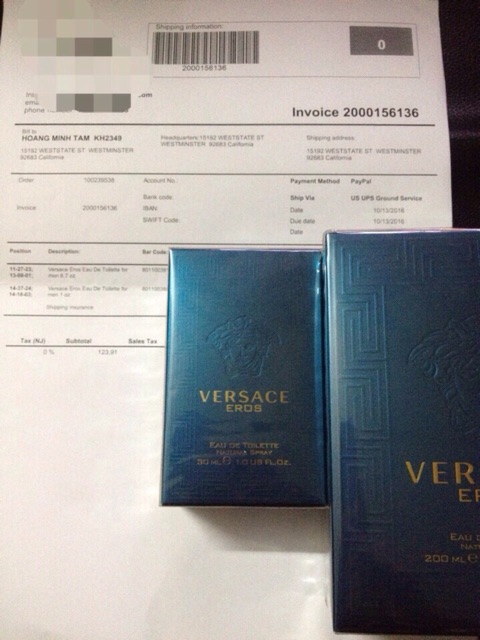 Shipping information:
2000156136
0
.com
phone
Invoice 2000156136
Bill to
HOANG MINH TAM KH2349
15192 WESTSTATE ST WESTMINSTER
92683 California
Headquarters:15192 WESTSTATE ST
WESTMINSTER 92683 California
Shipping address:
15192 WESTSTATE ST WESTMINSTER
92683 California
Order
Account No.:
Payment Method PayPal
Bank code:
Ship Via US UPS Ground Service
Invoice 2000156136
IBAN:
Date 10/13/2016
SWIFT Code:
Due date 10/13/2016
Date
Position Description: Bar Code:
Versace Eros Eau De Toilette for
men 6.7 oz
Versace Eros Eau De Toilette for
men 1 oz
Shipping insurance
Tax (NJ) Subtotal Sales Tax
0 % 123.91
VERSACE
EROS
EAU DE TOILETTE
NATURAL SPRAY
30 ML ℮ 1.0 US FL.OZ.
VER
ER
EAU D
NAT
200 ML ℮